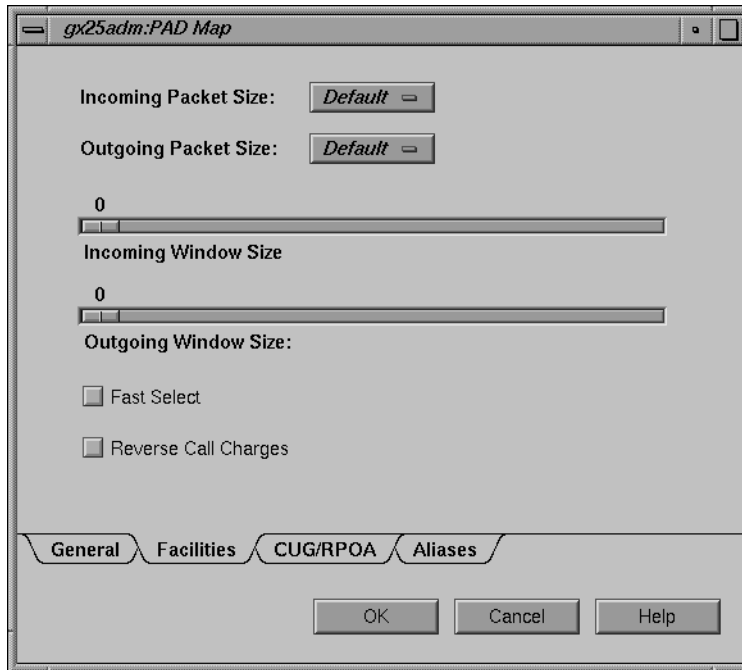 gx25adm:PAD Map
Incoming Packet Size: Default
Outgoing Packet Size: Default
0
Incoming Window Size
0
Outgoing Window Size:
Fast Select
Reverse Call Charges
General Facilities CUG/RPOA Aliases
OK Cancel Help